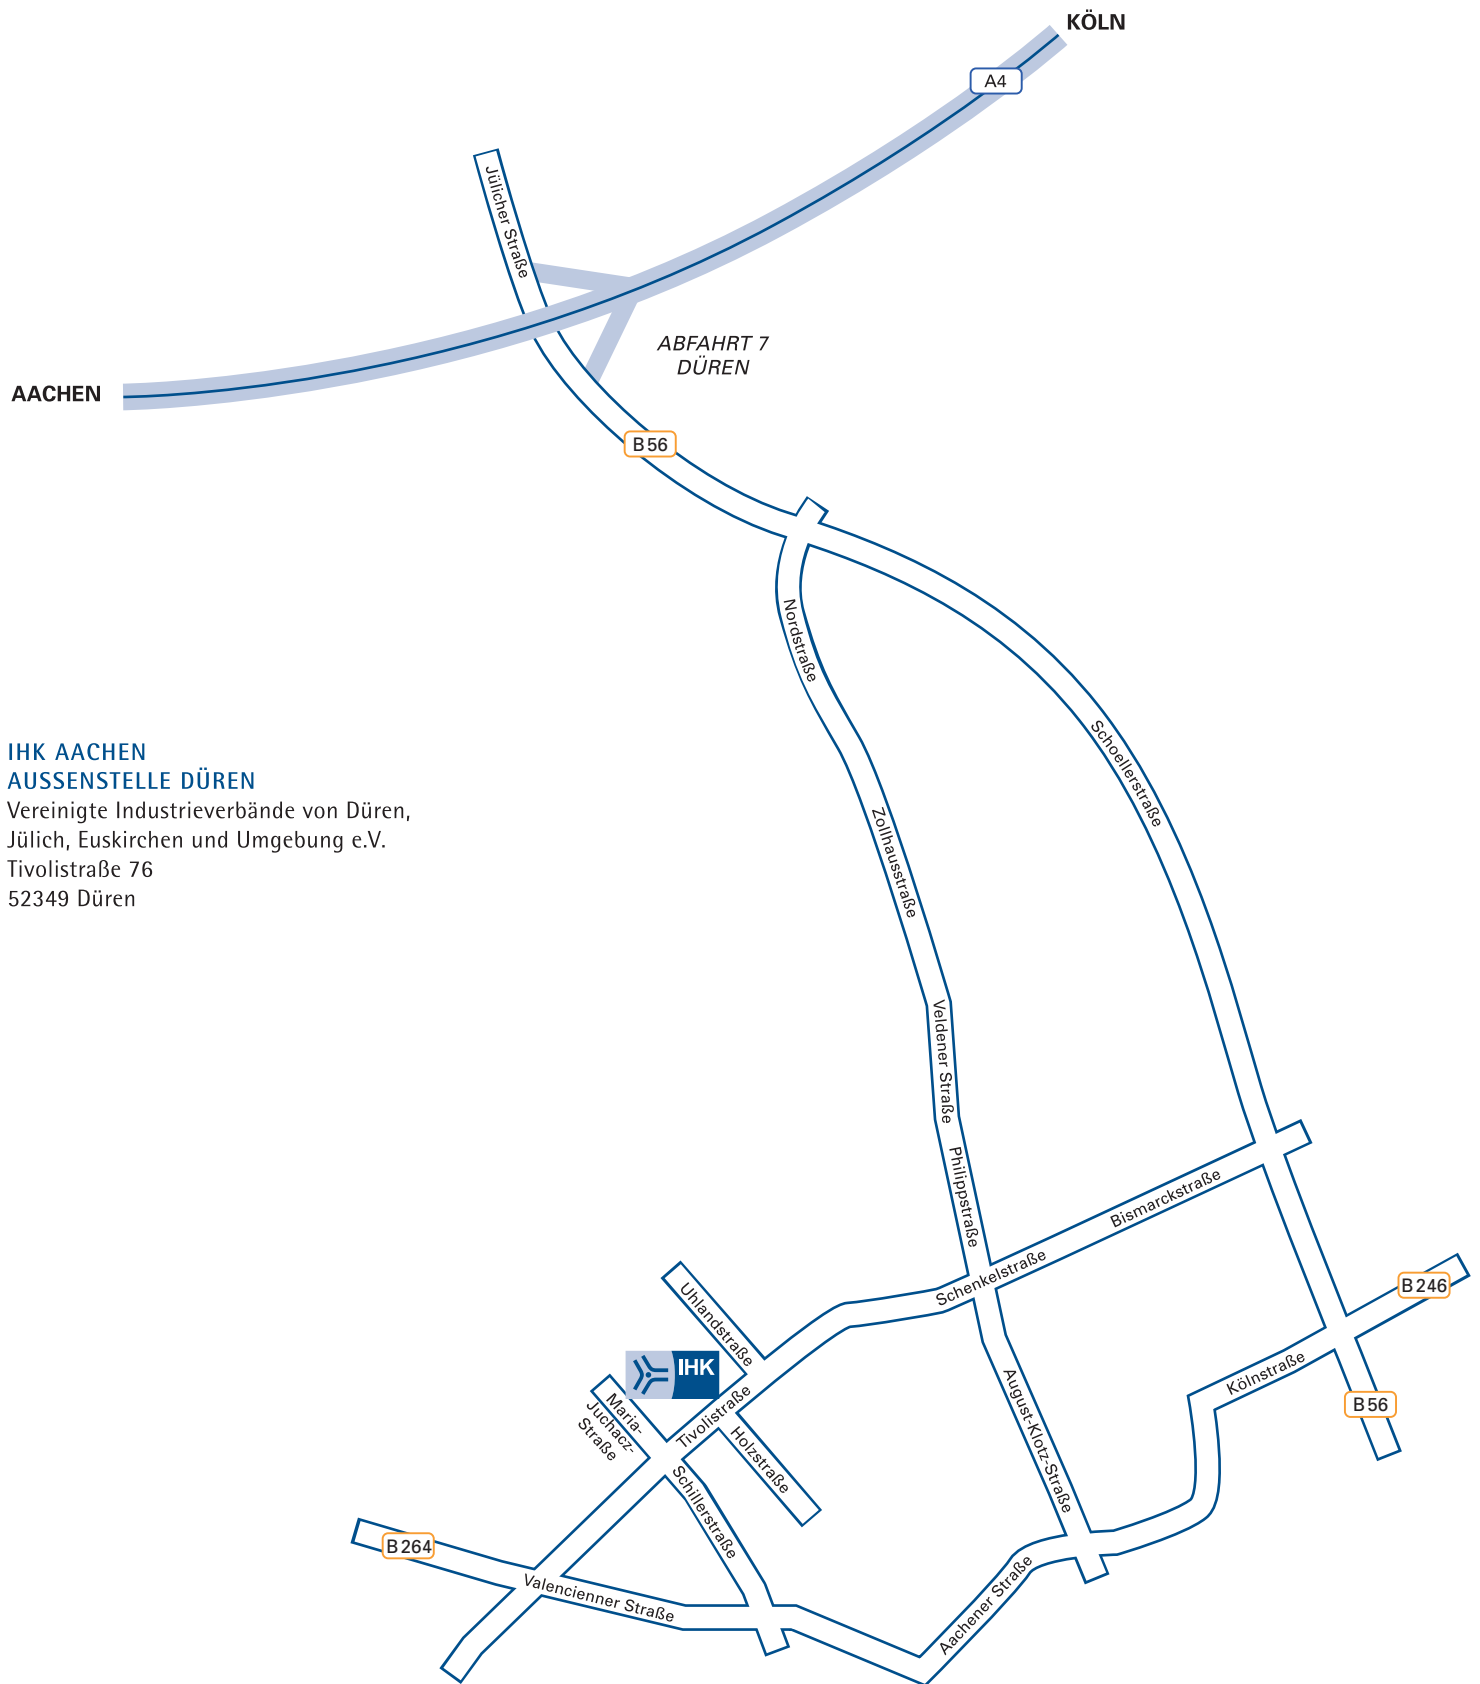 KÖLN
A4
Jülicher Straße
ABFAHRT 7
DÜREN
AACHEN
B 56
Nordstraße
Schoellerstraße
IHK AACHEN
AUSSENSTELLE DÜREN
Vereinigte Industrieverbände von Düren,
Jülich, Euskirchen und Umgebung e.V.
Tivolistraße 76
52349 Düren
Zollhausstraße
Veldener Straße
Philippstraße
Bismarckstraße
Schenkelstraße
B 246
Uhlandstraße
IHK
Kölnstraße
B 56
Maria-
Juchacz-
Straße
Tivolistraße
Holzstraße
August-Klotz-Straße
Schillerstraße
B 264
Valencienner Straße
Aachener Straße